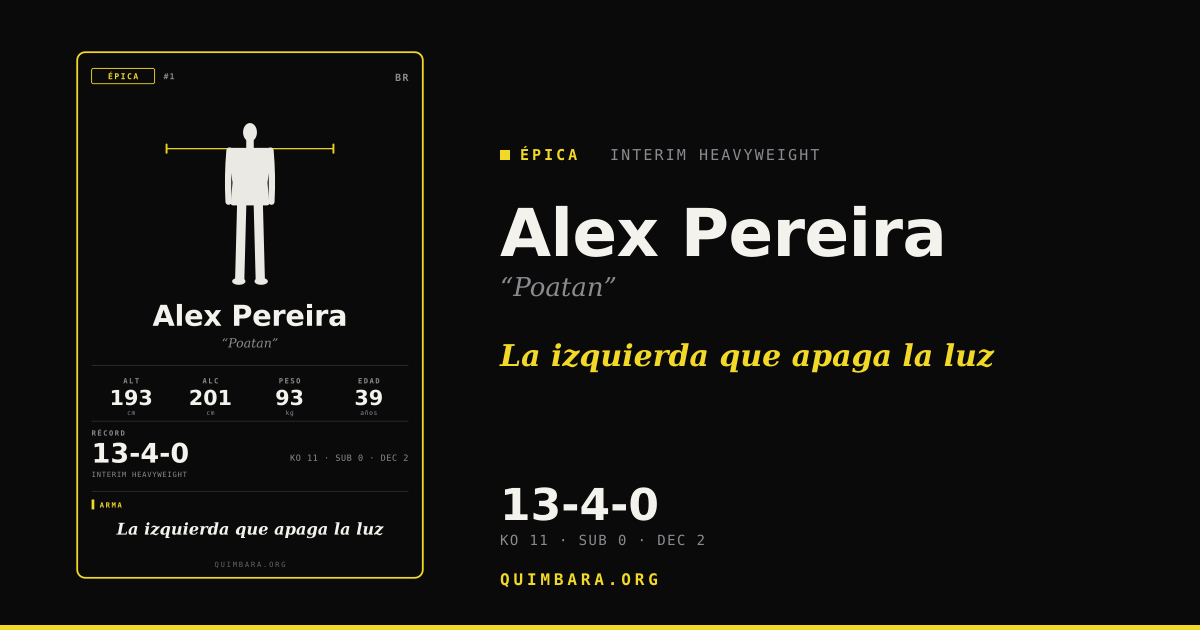 ÉPICA #1 BR
Alex Pereira
“Poatan”
ALT ALC PESO EDAD
193 201 93 39
cm cm kg años
RÉCORD
13-4-0
KO 11 · SUB 0 · DEC 2
INTERIM HEAVYWEIGHT
ARMA
La izquierda que apaga la luz
QUIMBARA.ORG
ÉPICA INTERIM HEAVYWEIGHT
Alex Pereira
“Poatan”
La izquierda que apaga la luz
13-4-0
KO 11 · SUB 0 · DEC 2
QUIMBARA.ORG